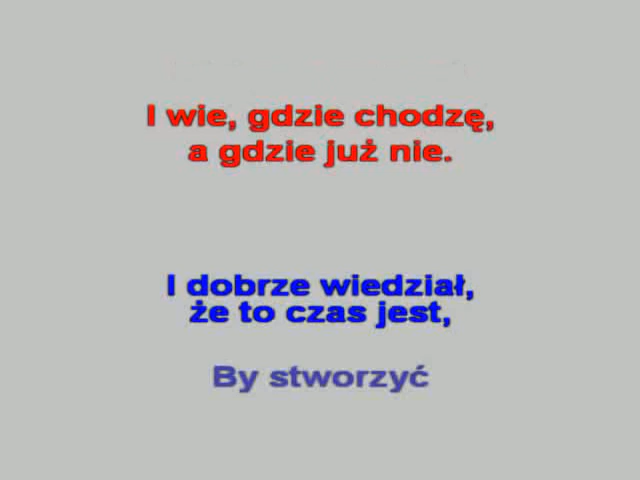 I wie, gdzie chodzę,
a gdzie już nie.
I dobrze wiedział,
że to czas jest,
By stworzyć